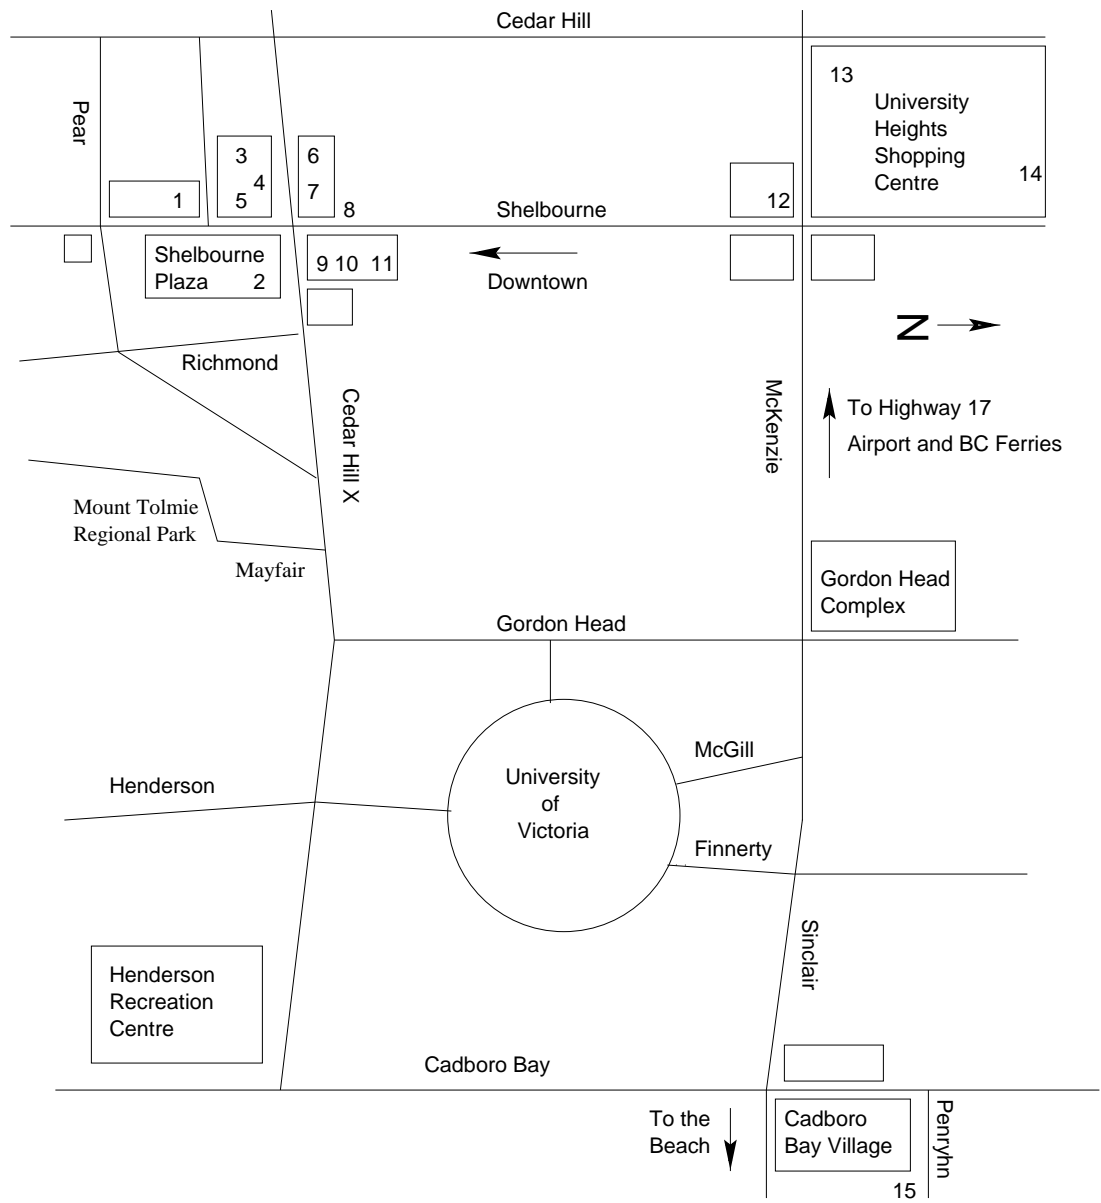 Cedar Hill
13
University
Heights
Shopping
Centre
14
Pear
3
4
5
6
7
8
1
12
Shelbourne
Shelbourne
Plaza 2
9 10 11
Downtown
N
Richmond
Cedar Hill X
McKenzie
To Highway 17
Airport and BC Ferries
Mount Tolmie
Regional Park
Mayfair
Gordon Head
Complex
Gordon Head
McGill
University
of
Victoria
Henderson
Finnerty
Sinclair
Henderson
Recreation
Centre
Cadboro Bay
To the
Beach
Cadboro
Bay Village
Penryhn
15